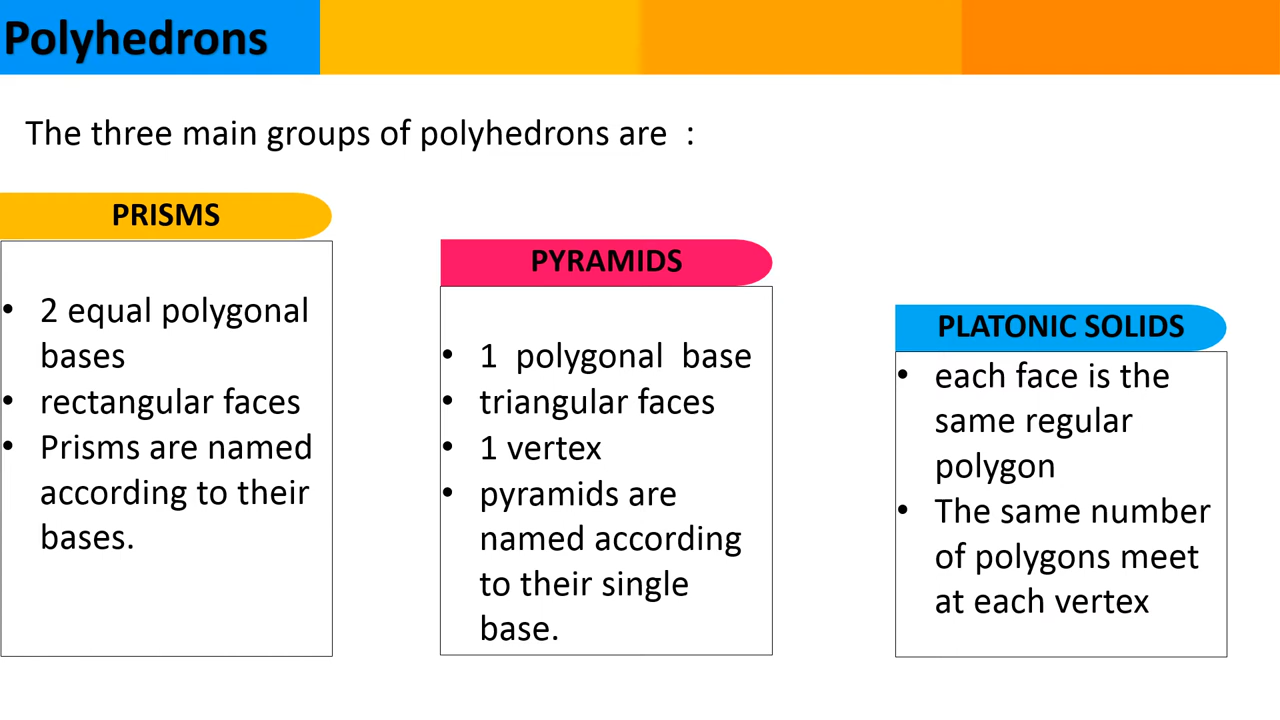 Polyhedrons
The three main groups of polyhedrons are  :
PRISMS
• 2 equal polygonal
bases
• rectangular faces
• Prisms are named
according to their
bases.
PYRAMIDS
• 1 polygonal base
• triangular faces
• 1 vertex
• pyramids are
named according
to their single
base.
PLATONIC SOLIDS
• each face is the
same regular
polygon
• The same number
of polygons meet
at each vertex